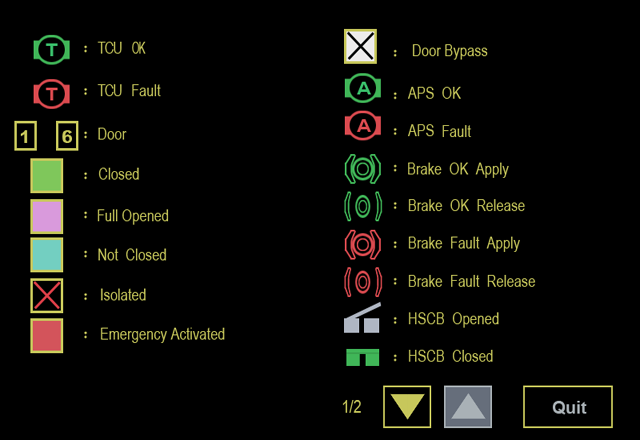 T : TCU OK
T : TCU Fault
1 6 : Door
: Closed
: Full Opened
: Not Closed
: Isolated
: Emergency Activated
: Door Bypass
A : APS OK
A : APS Fault
: Brake OK Apply
: Brake OK Release
: Brake Fault Apply
: Brake Fault Release
: HSCB Opened
: HSCB Closed
1/2 Quit